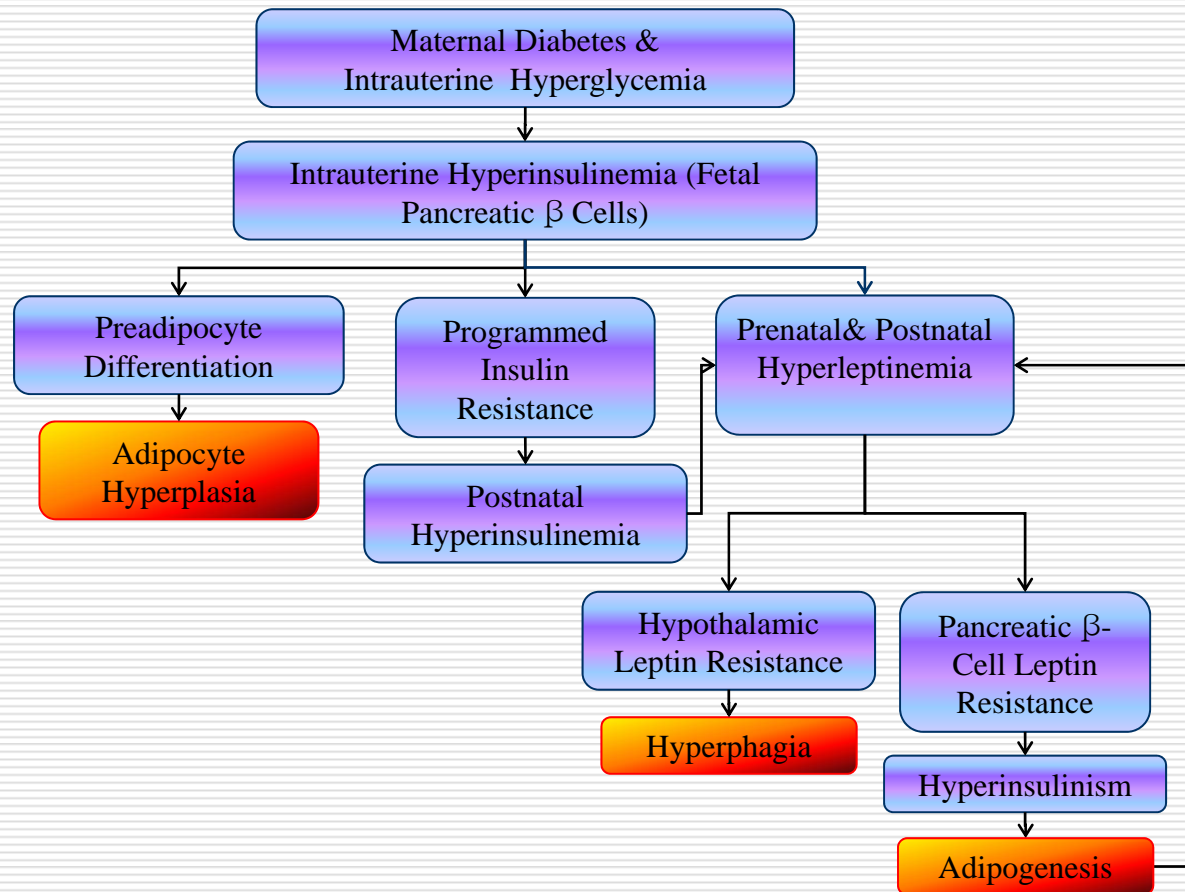 Maternal Diabetes &
Intrauterine Hyperglycemia
Intrauterine Hyperinsulinemia (Fetal
Pancreatic β Cells)
Preadipocyte
Differentiation
Programmed
Insulin
Resistance
Prenatal& Postnatal
Hyperleptinemia
Adipocyte
Hyperplasia
Postnatal
Hyperinsulinemia
Hypothalamic
Leptin Resistance
Pancreatic β-
Cell Leptin
Resistance
Hyperphagia
Hyperinsulinism
Adipogenesis